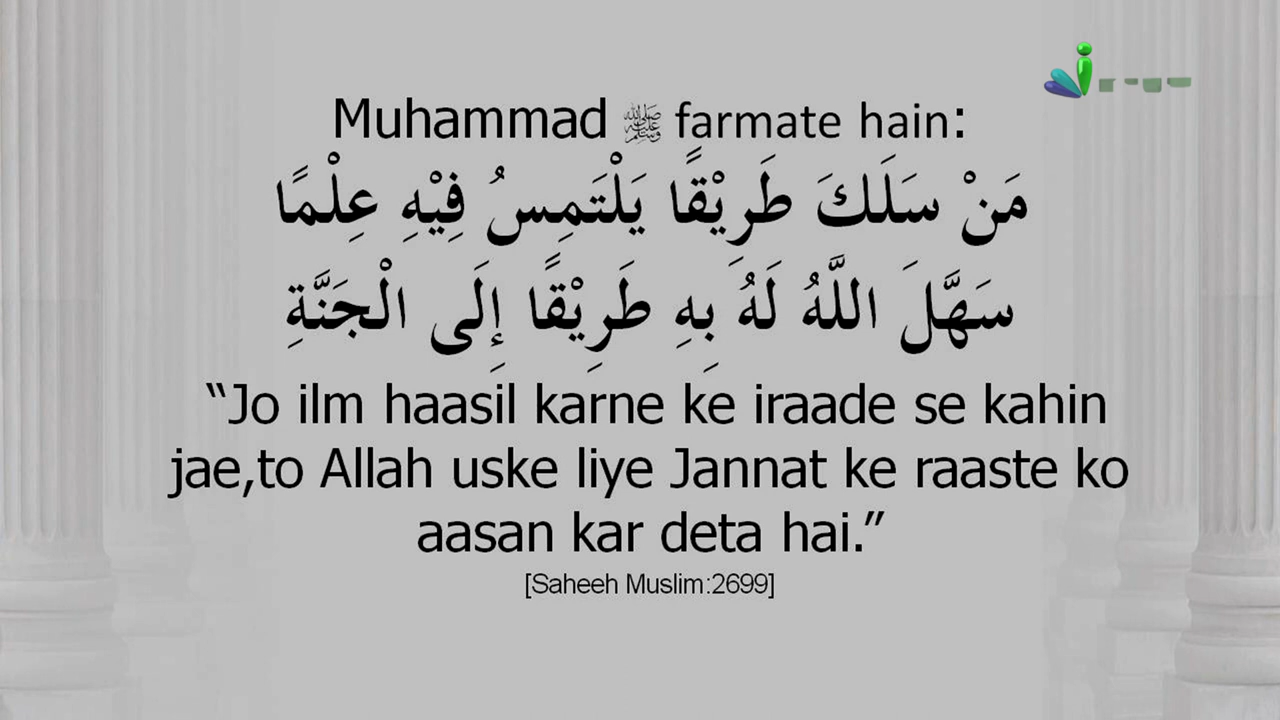 Muhammad ﷺ farmate hain:
مَنْ سَلَكَ طَرِيْقًا يَلْتَمِسُ فِيْهِ عِلْمًا
سَهَّلَ اللَّهُ لَهُ بِهِ طَرِيْقًا إِلَى الْجَنَّةِ
“Jo ilm haasil karne ke iraade se kahin
jae,to Allah uske liye Jannat ke raaste ko
aasan kar deta hai.”
[Saheeh Muslim:2699]